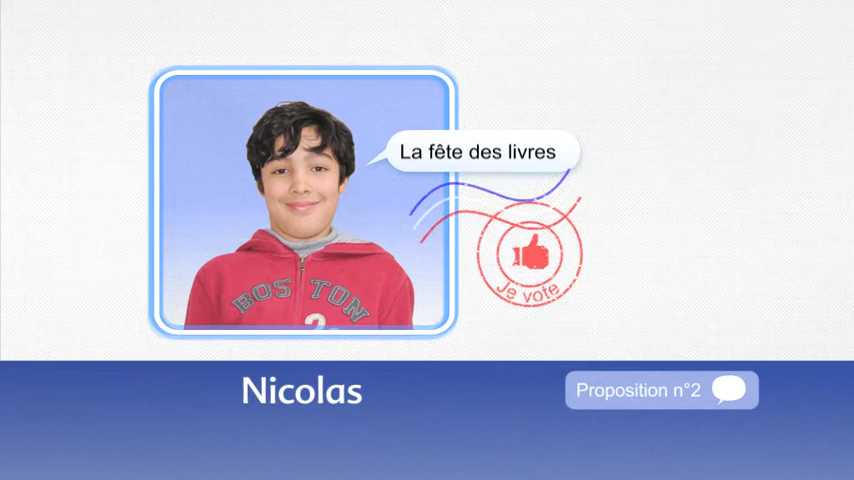 La fête des livres
BOSTON
Je vote
Nicolas
Proposition n°2